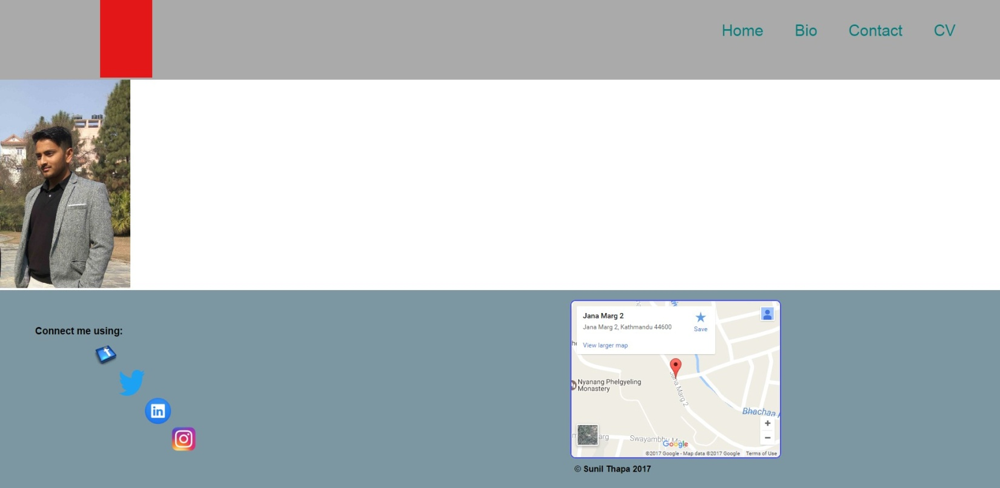 Home Bio Contact CV
Connect me using:
Jana Marg 2
Jana Marg 2, Kathmandu 44600
Save
View larger map
Nyanang Phelgyeling
Monastery
Jana Marg 2
Bhachaa
Swayambhu
Google
©2017 Google - Map data ©2017 Google Terms of Use
© Sunil Thapa 2017